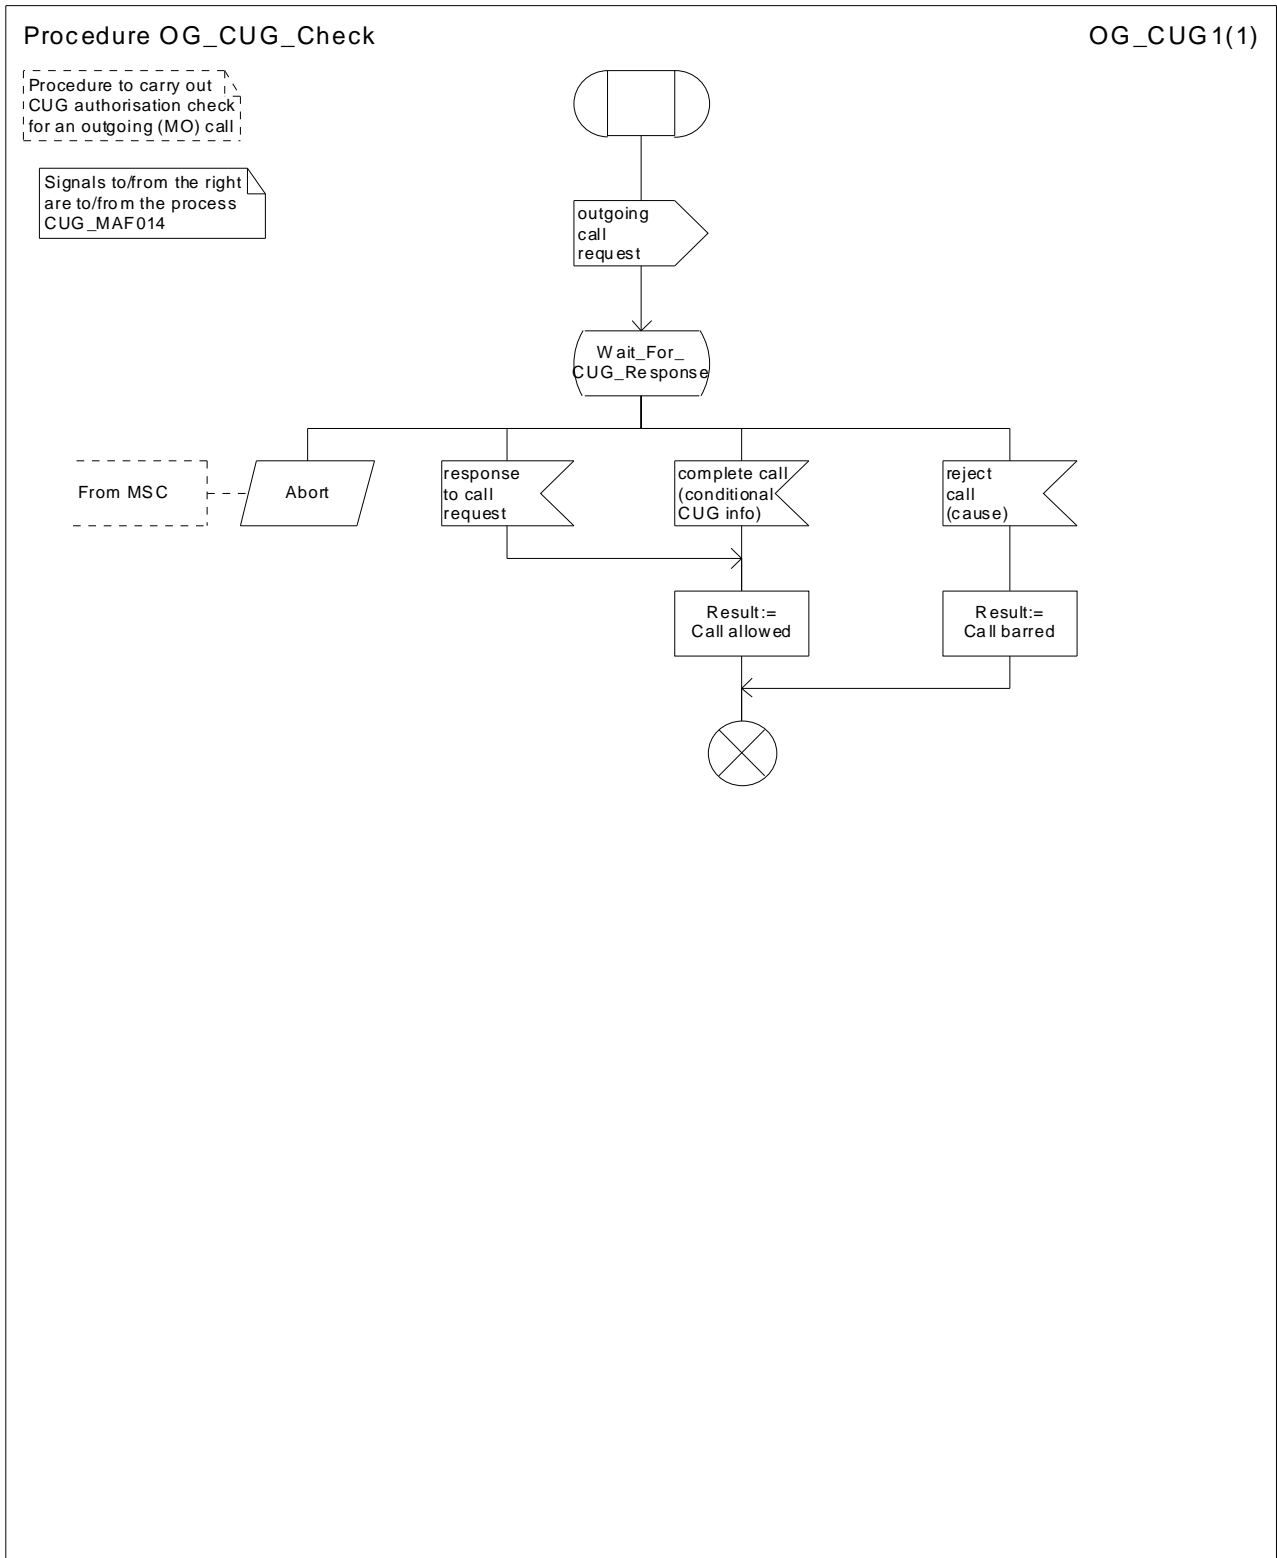 Procedure OG_CUG_Check
OG_CUG1(1)
Procedure to carry out
CUG authorisation check
for an outgoing (MO) call
Signals to/from the right
are to/from the process
CUG_MAF014
outgoing
call
request
Wait_For_
CUG_Response
From MSC
Abort
response
to call
request
complete call
(conditional
CUG info)
reject
call
(cause)
Result:=
Call allowed
Result:=
Call barred